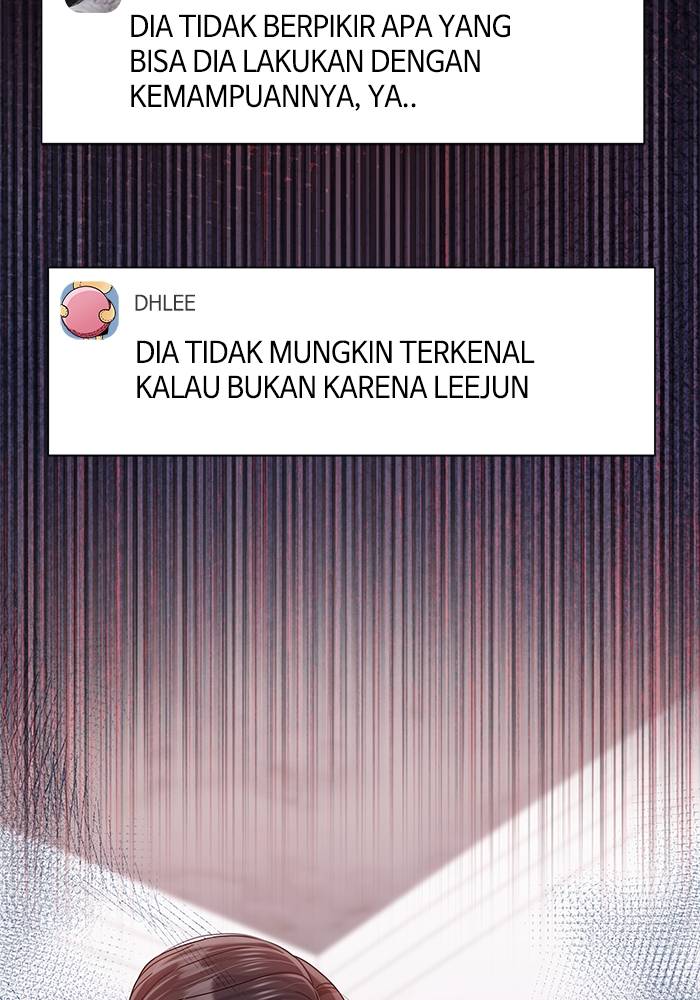 DIA TIDAK BERPIKIR APA YANG
BISA DIA LAKUKAN DENGAN
KEMAMPUANNYA, YA..
DHLEE
DIA TIDAK MUNGKIN TERKENAL
KALAU BUKAN KARENA LEEJUN